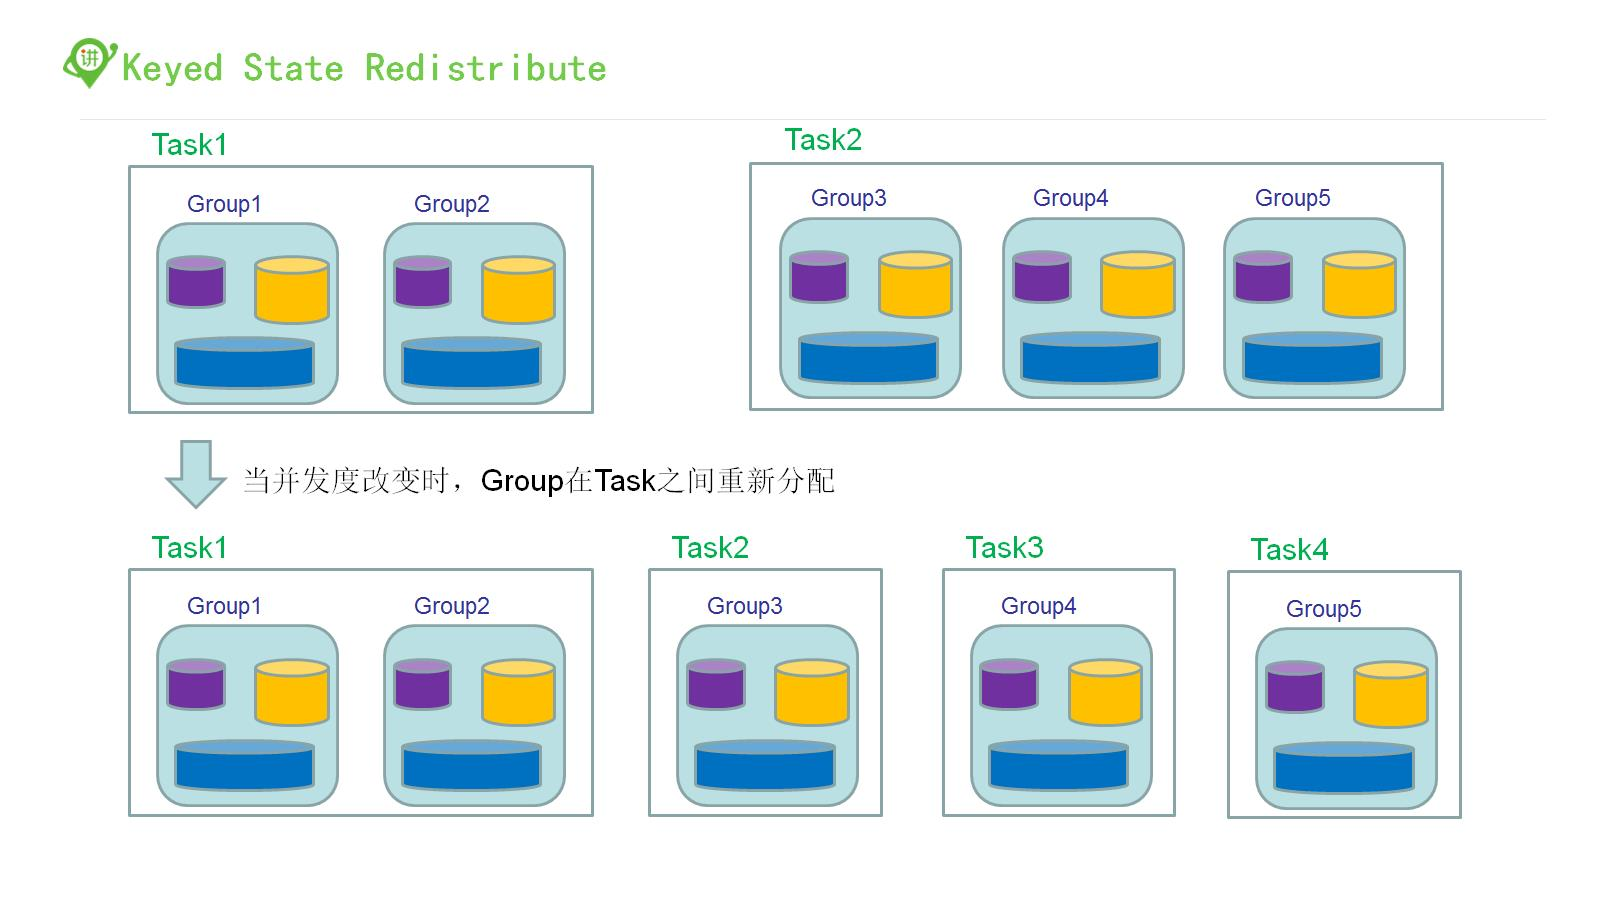 讲
Keyed State Redistribute
Task1
Task2
Group1
Group2
Group3
Group4
Group5
当并发度改变时，Group在Task之间重新分配
Task1
Task2
Task3
Task4
Group1
Group2
Group3
Group4
Group5